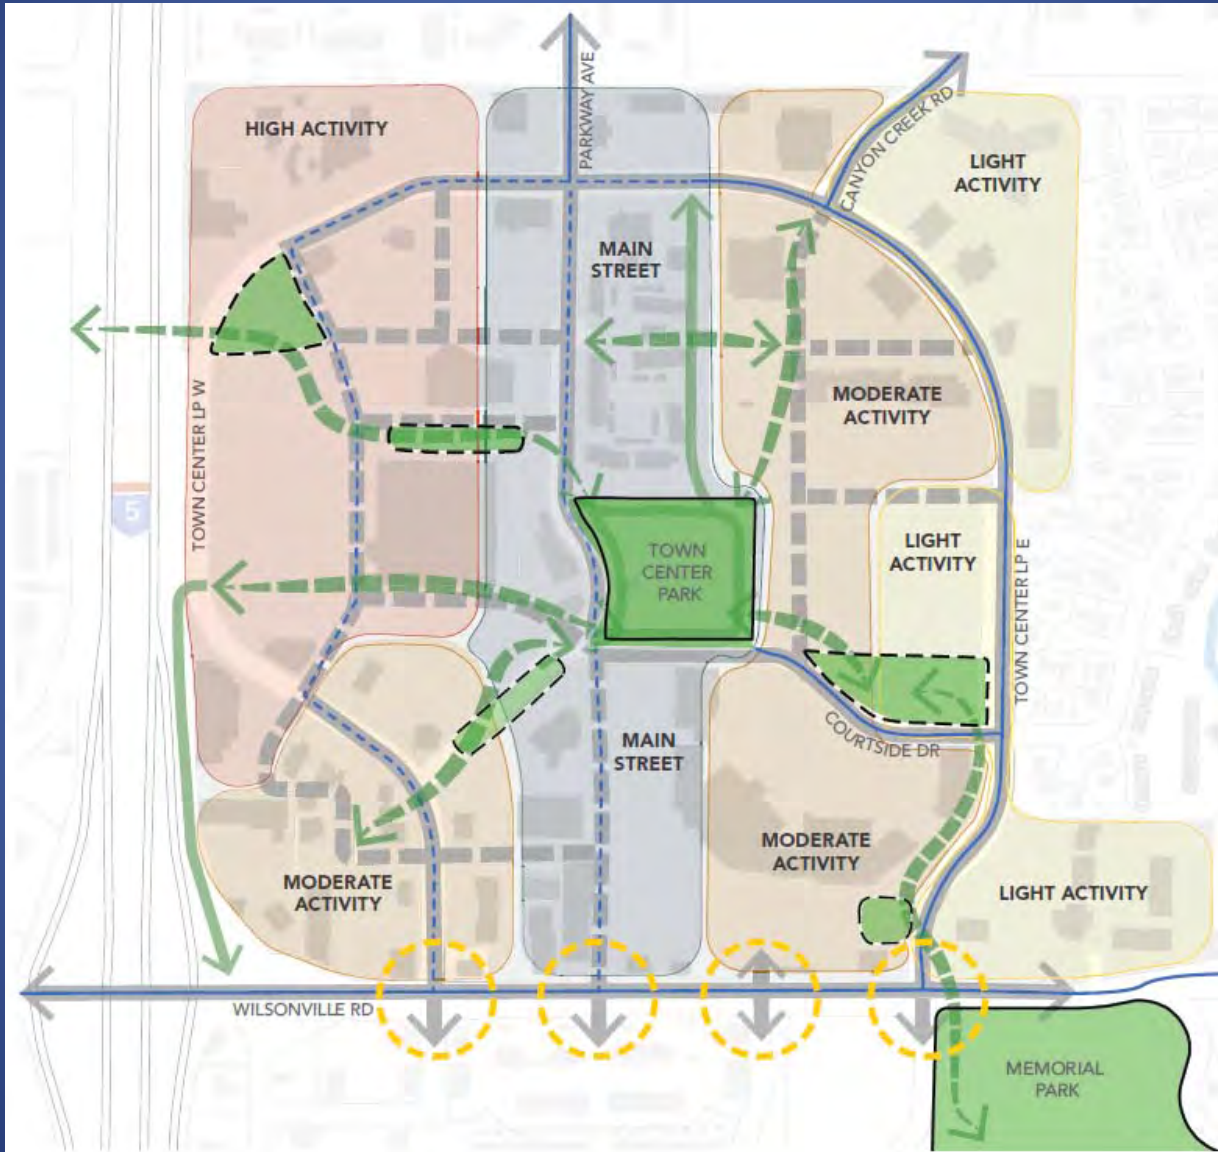 PARKWAY AVE
CANYON CREEK RD
HIGH ACTIVITY
LIGHT
ACTIVITY
MAIN
STREET
MODERATE
ACTIVITY
TOWN CENTER LP W
5
LIGHT
ACTIVITY
TOWN
CENTER
PARK
TOWN CENTER LP E
COURTSIDE DR
MAIN
STREET
MODERATE
ACTIVITY
MODERATE
ACTIVITY
LIGHT ACTIVITY
WILSONVILLE RD
MEMORIAL
PARK